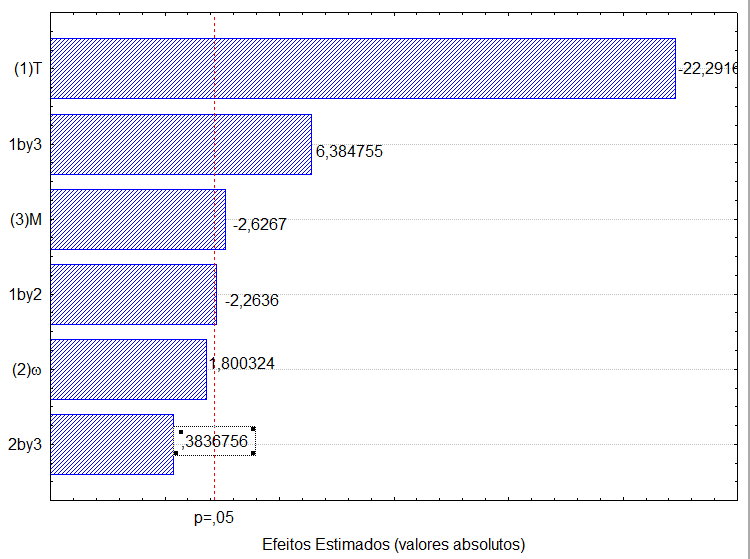 (1)T
-22,2916
1by3
6,384755
(3)M
-2,6267
1by2
-2,2636
(2)ω
1,800324
2by3
,3836756
p=,05
Efeitos Estimados (valores absolutos)